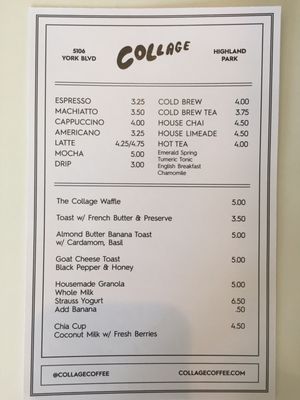 5106
YORK BLVD
COLLAGE
HIGHLAND
PARK
ESPRESSO 3.25
MACHIATTO 3.50
CAPPUCCINO 4.00
AMERICANO 3.25
LATTE 4.25/4.75
MOCHA 5.00
DRIP 3.00
COLD BREW 4.00
COLD BREW TEA 3.75
HOUSE CHAI 4.50
HOUSE LIMEADE 4.50
HOT TEA 4.00
Emerald Spring
Turmeric Tonic
English Breakfast
Chamomile
The Collage Waffle 5.00
Toast w/ French Butter & Preserve 3.50
Almond Butter Banana Toast 5.00
w/ Cardamom, Basil
Goat Cheese Toast 5.00
Black Pepper & Honey
Housemade Granola 5.00
Whole Milk
Strauss Yogurt 6.50
Add Banana .50
Chia Cup 4.50
Coconut Milk w/ Fresh Berries
@COLLAGECOFFEE
COLLAGECOFFEE.COM